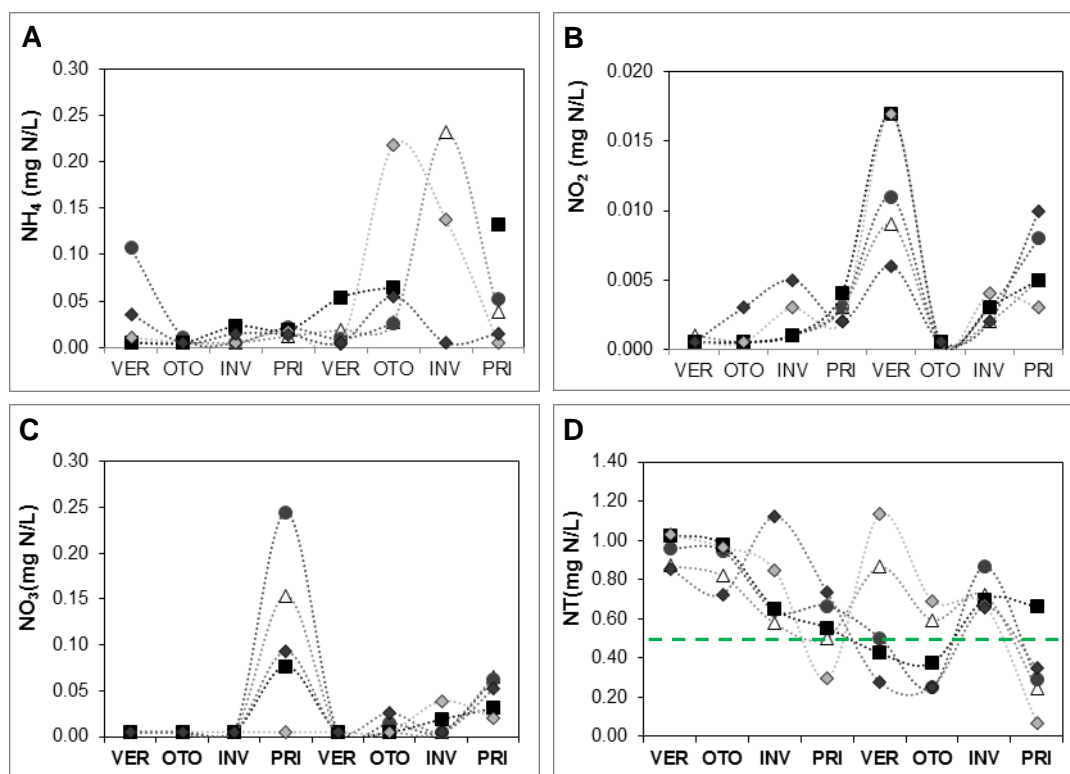 A
NH4 (mg N/L)
0.30
0.25
0.20
0.15
0.10
0.05
0.00
VER OTO INV PRI VER OTO INV PRI
B
NO2 (mg N/L)
0.020
0.015
0.010
0.005
0.000
VER OTO INV PRI VER OTO INV PRI
C
NO3(mg N/L)
0.30
0.25
0.20
0.15
0.10
0.05
0.00
VER OTO INV PRI VER OTO INV PRI
D
NT(mg N/L)
1.40
1.20
1.00
0.80
0.60
0.40
0.20
0.00
VER OTO INV PRI VER OTO INV PRI